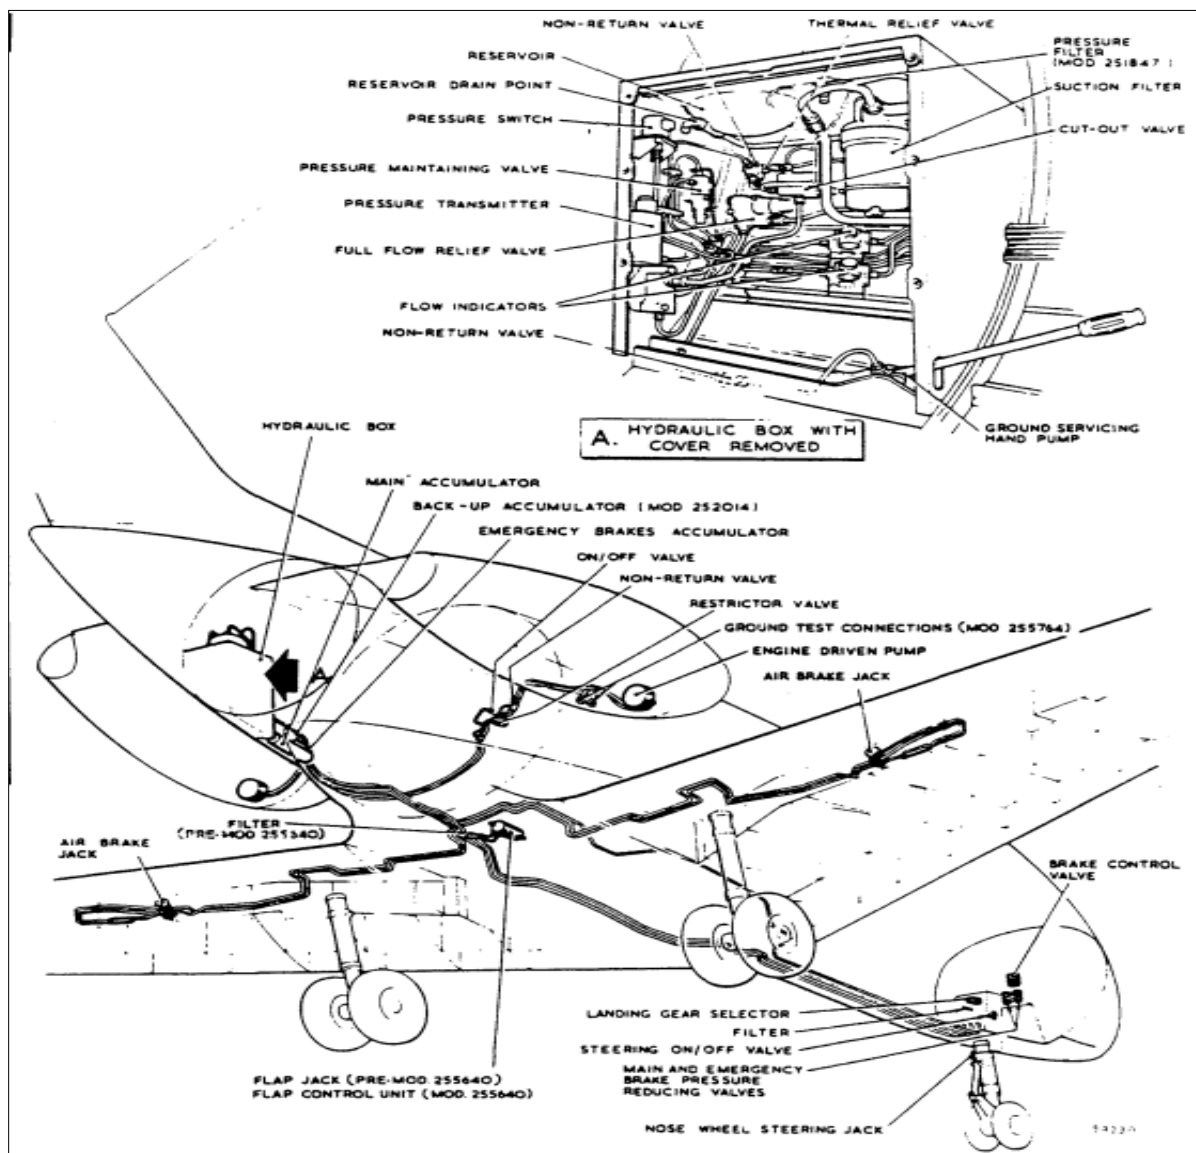 NON-RETURN VALVE
THERMAL RELIEF VALVE
RESERVOIR
PRESSURE
FILTER
(MOD 251847)
RESERVOIR DRAIN POINT
SUCTION FILTER
PRESSURE SWITCH
CUT-OUT VALVE
PRESSURE MAINTAINING VALVE
PRESSURE TRANSMITTER
FULL FLOW RELIEF VALVE
FLOW INDICATORS
NON-RETURN VALVE
A. HYDRAULIC BOX WITH
COVER REMOVED
GROUND SERVICING
HAND PUMP
HYDRAULIC BOX
MAIN ACCUMULATOR
BACK-UP ACCUMULATOR (MOD 252014)
EMERGENCY BRAKES ACCUMULATOR
ON/OFF VALVE
NON-RETURN VALVE
RESTRICTOR VALVE
GROUND TEST CONNECTIONS (MOD 255764)
ENGINE DRIVEN PUMP
AIR BRAKE JACK
A
FILTER
(PRE-MOD 255340)
AIR BRAKE
JACK
BRAKE CONTROL
VALVE
LANDING GEAR SELECTOR
FILTER
STEERING ON/OFF VALVE
MAIN AND EMERGENCY
BRAKE PRESSURE
REDUCING VALVES
FLAP JACK (PRE-MOD. 255640)
FLAP CONTROL UNIT (MOD. 255640)
NOSE WHEEL STEERING JACK